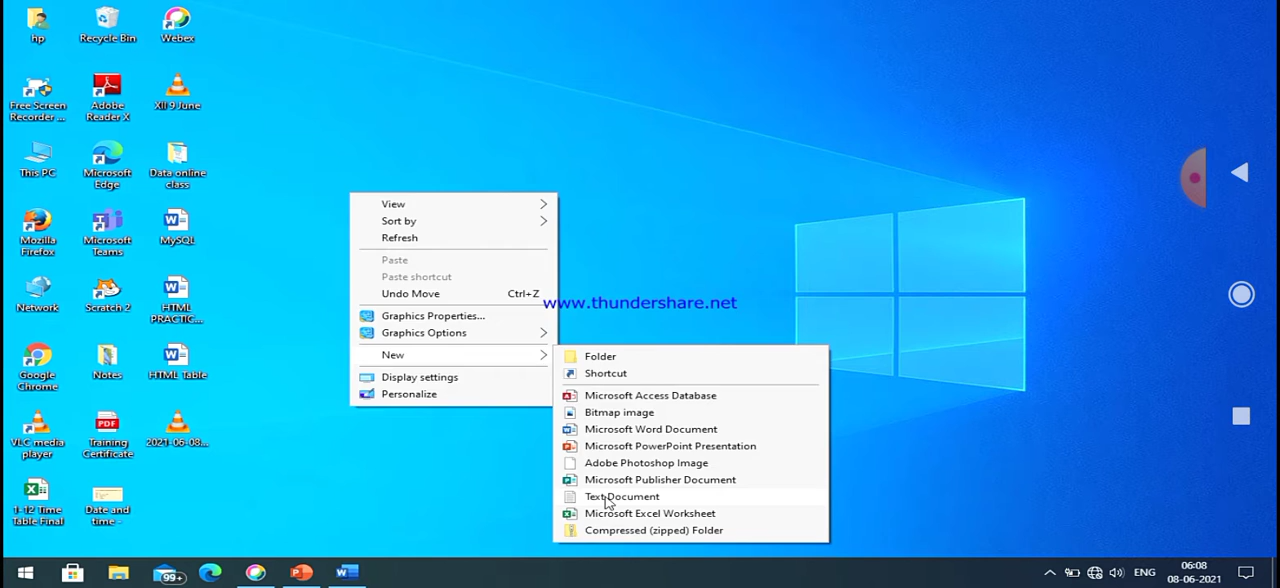 hp
Recycle Bin
Webex
Free Screen
Recorder ...
Adobe
Reader X
XII 9 June
This PC
Microsoft
Edge
Data online
class
Mozilla
Firefox
Microsoft
Teams
MySQL
Network
Scratch 2
HTML
PRACTIC...
Google
Chrome
Notes
HTML Table
VLC media
player
PDF
Training
Certificate
2021-06-08...
1-12 Time
Table Final
Date and
time -
View
Sort by
Refresh
Paste
Paste shortcut
Undo Move Ctrl+Z
Graphics Properties...
Graphics Options
New
Display settings
Personalize
www.thundershare.net
Folder
Shortcut
Microsoft Access Database
Bitmap image
Microsoft Word Document
Microsoft PowerPoint Presentation
Adobe Photoshop Image
Microsoft Publisher Document
Text Document
Microsoft Excel Worksheet
Compressed (zipped) Folder
99+
ENG
06:08
08-06-2021